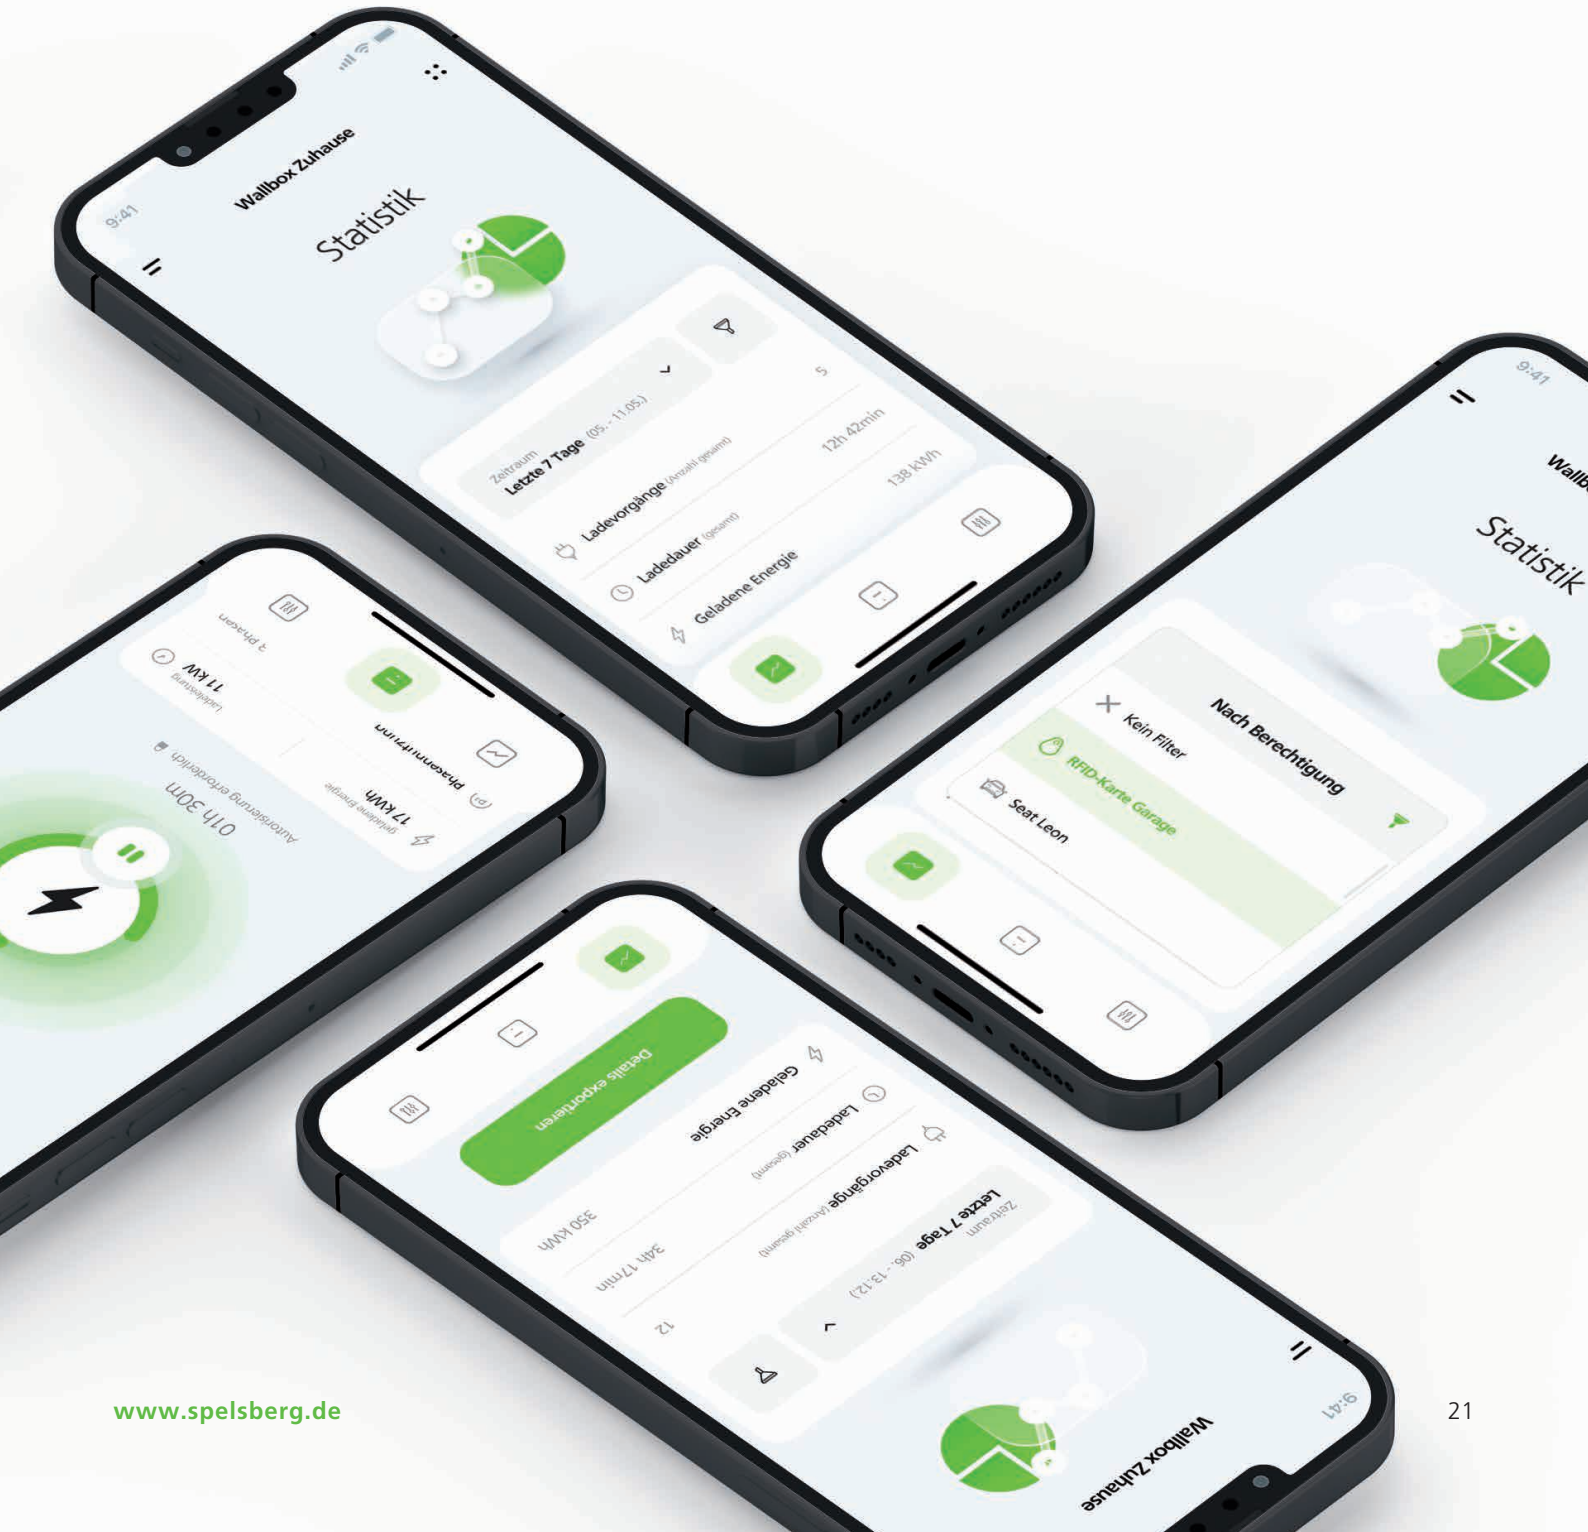 9:41
Wallbox Zuhause
Statistik
Zeitraum
Letzte 7 Tage (05. - 11.05.)
Ladevorgänge (Anzahl gesamt) 5
Ladedauer (gesamt) 12h 42min
Geladene Energie 138 kWh
9:41
Statistik
Nach Berechtigung
Kein Filter
RFID-Karte Garage
Seat Leon
01h 30m
Autorisierung erforderlich
geladene Energie
17 kWh
Ladeleistung
11 kW
Phasennutzung
3 Phasen
9:41
Wallbox Zuhause
Zeitraum
Letzte 7 Tage (06. - 13.12.)
Ladevorgänge (Anzahl gesamt) 12
Ladedauer (gesamt) 34h 17min
Geladene Energie 350 kWh
Details exportieren
www.spelsberg.de
21